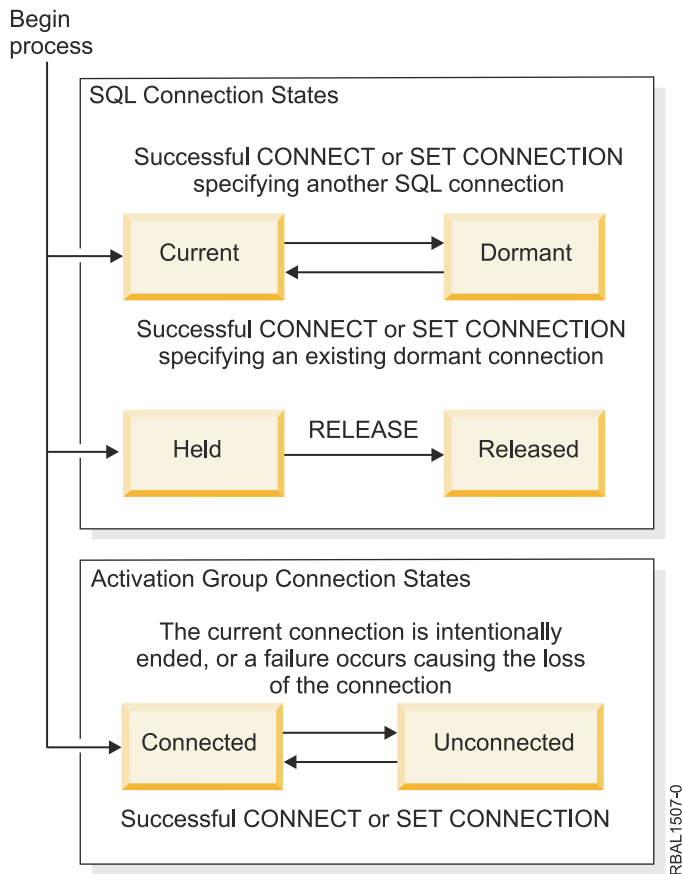 Begin
process
SQL Connection States
Successful CONNECT or SET CONNECTION
specifying another SQL connection
Current
Dormant
Successful CONNECT or SET CONNECTION
specifying an existing dormant connection
Held
RELEASE
Released
Activation Group Connection States
The current connection is intentionally
ended, or a failure occurs causing the loss
of the connection
Connected
Unconnected
Successful CONNECT or SET CONNECTION
RBAL1507-0